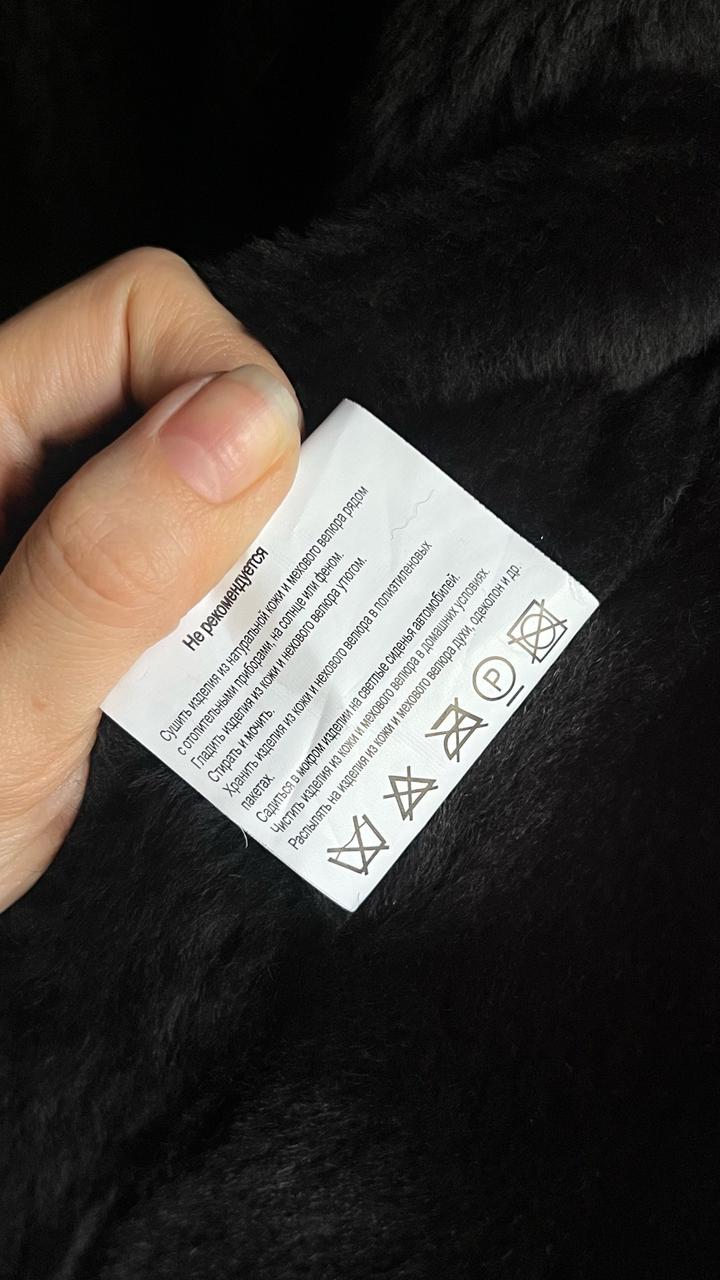 Не рекомендуется
Сушить изделия из натуральной кожи и мехового велюра рядом
с отопительными приборами, на солнце или феном.
Гладить изделия из кожи и нехового велюра утюгом.
Стирать и мочить.
Хранить изделия из кожи и нехового велюра в полиэтиленовых
пакетах.
Садиться в мокром изделии на светлые сиденья автомобилей.
Чистить изделия из кожи и мехового велюра в домашних условиях.
Распылять на изделия из кожи и мехового велюра духи, одеколон и др.
P